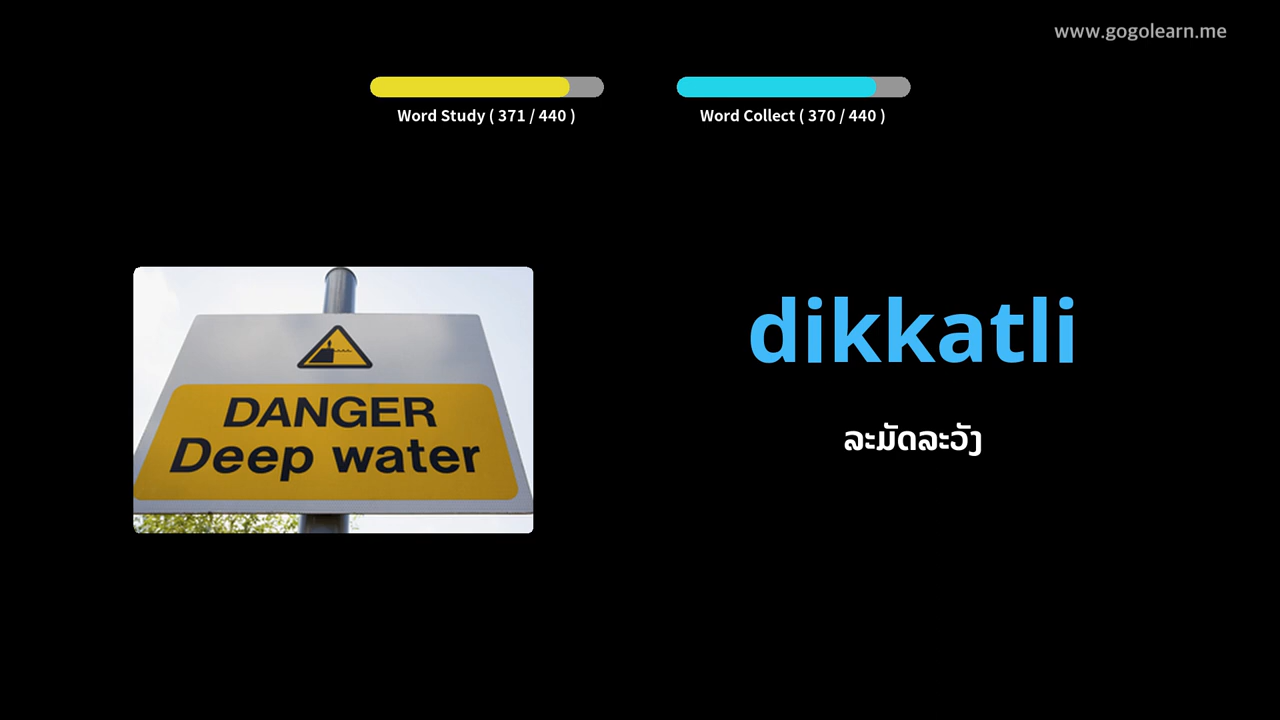 www.gogolearn.me
Word Study ( 371 / 440 )
Word Collect ( 370 / 440 )
DANGER
Deep water
dikkatli
ລະມັດລະວັງ